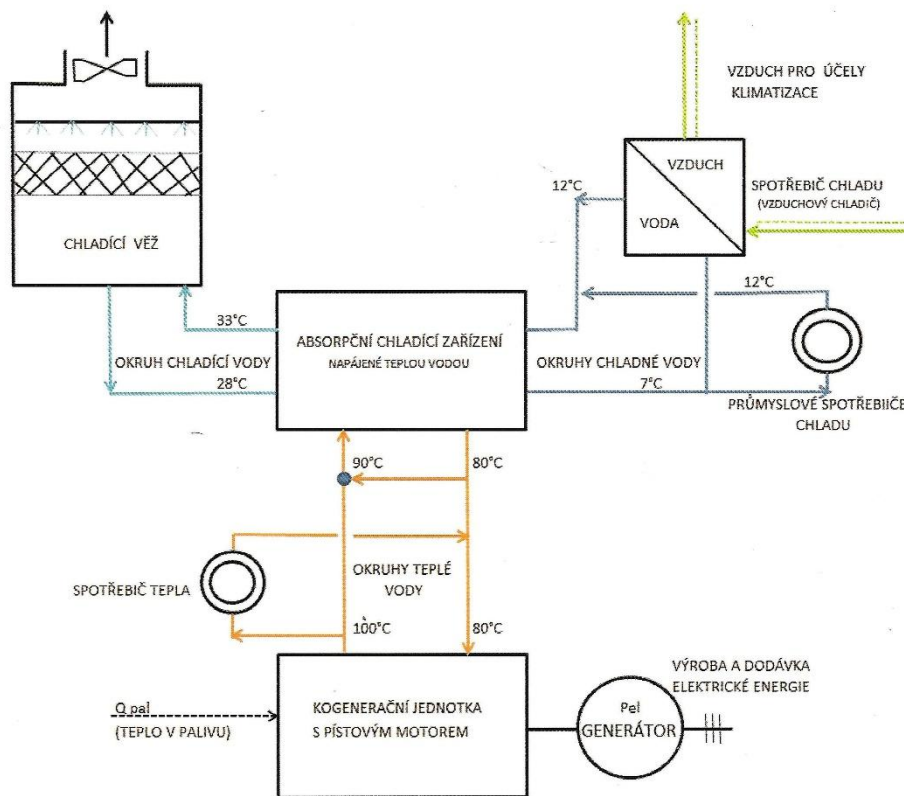 VZDUCH PRO ÚČELY
KLIMATIZACE
VZDUCH
VODA
12°C
SPOTŘEBIČ CHLADU
(VZDUCHOVÝ CHLADIČ)
CHLADÍCÍ VĚŽ
12°C
33°C
ABSORPČNÍ CHLADÍCÍ ZAŘÍZENÍ
NAPÁJENÉ TEPLOU VODOU
OKRUH CHLADÍCÍ VODY
OKRUHY CHLADNÉ VODY
28°C
7°C
PRŮMYSLOVÉ SPOTŘEBIIČE
CHLADU
90°C
80°C
OKRUHY TEPLÉ
VODY
SPOTŘEBIČ TEPLA
100°C
80°C
VÝROBA A DODÁVKA
ELEKTRICKÉ ENERGIE
Q pal
(TEPLO V PALIVU)
KOGENERAČNÍ JEDNOTKA
S PÍSTOVÝM MOTOREM
Pel
GENERÁTOR